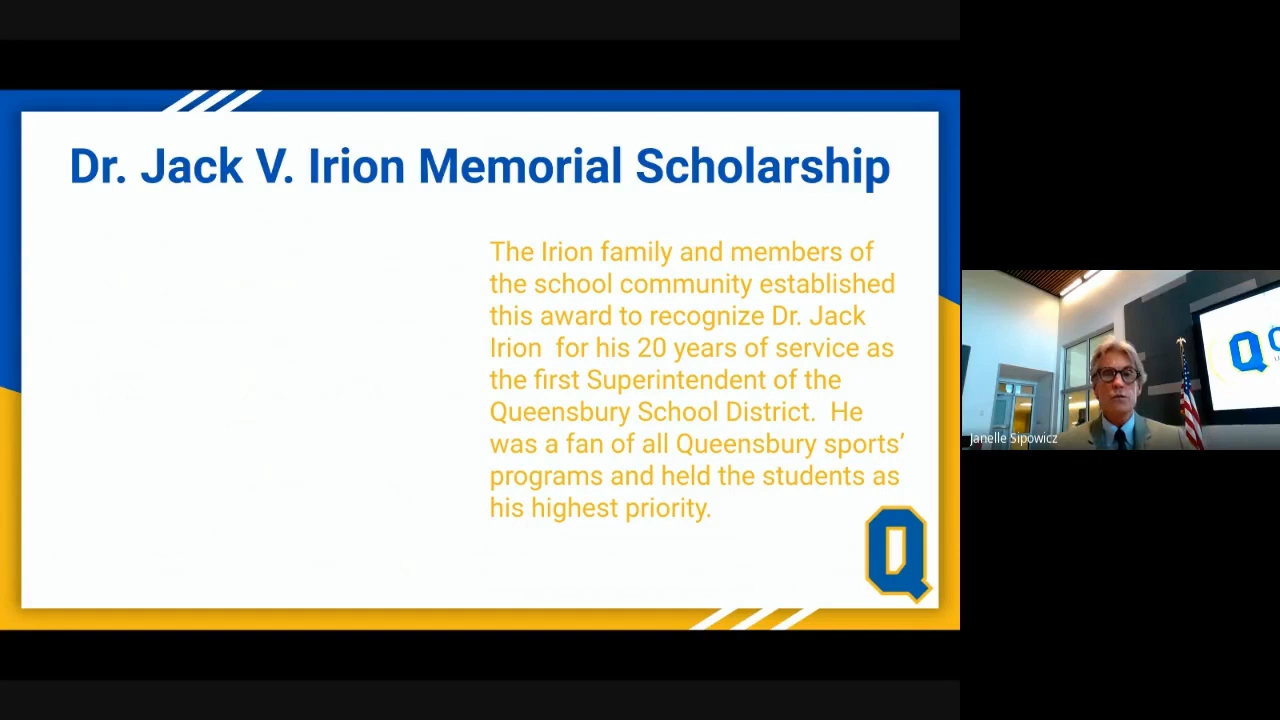 Dr. Jack V. Irion Memorial Scholarship
The Irion family and members of
the school community established
this award to recognize Dr. Jack
Irion  for his 20 years of service as
the first Superintendent of the
Queensbury School District.  He
was a fan of all Queensbury sports’
programs and held the students as
his highest priority.
Q
Q
Janelle Sipowicz